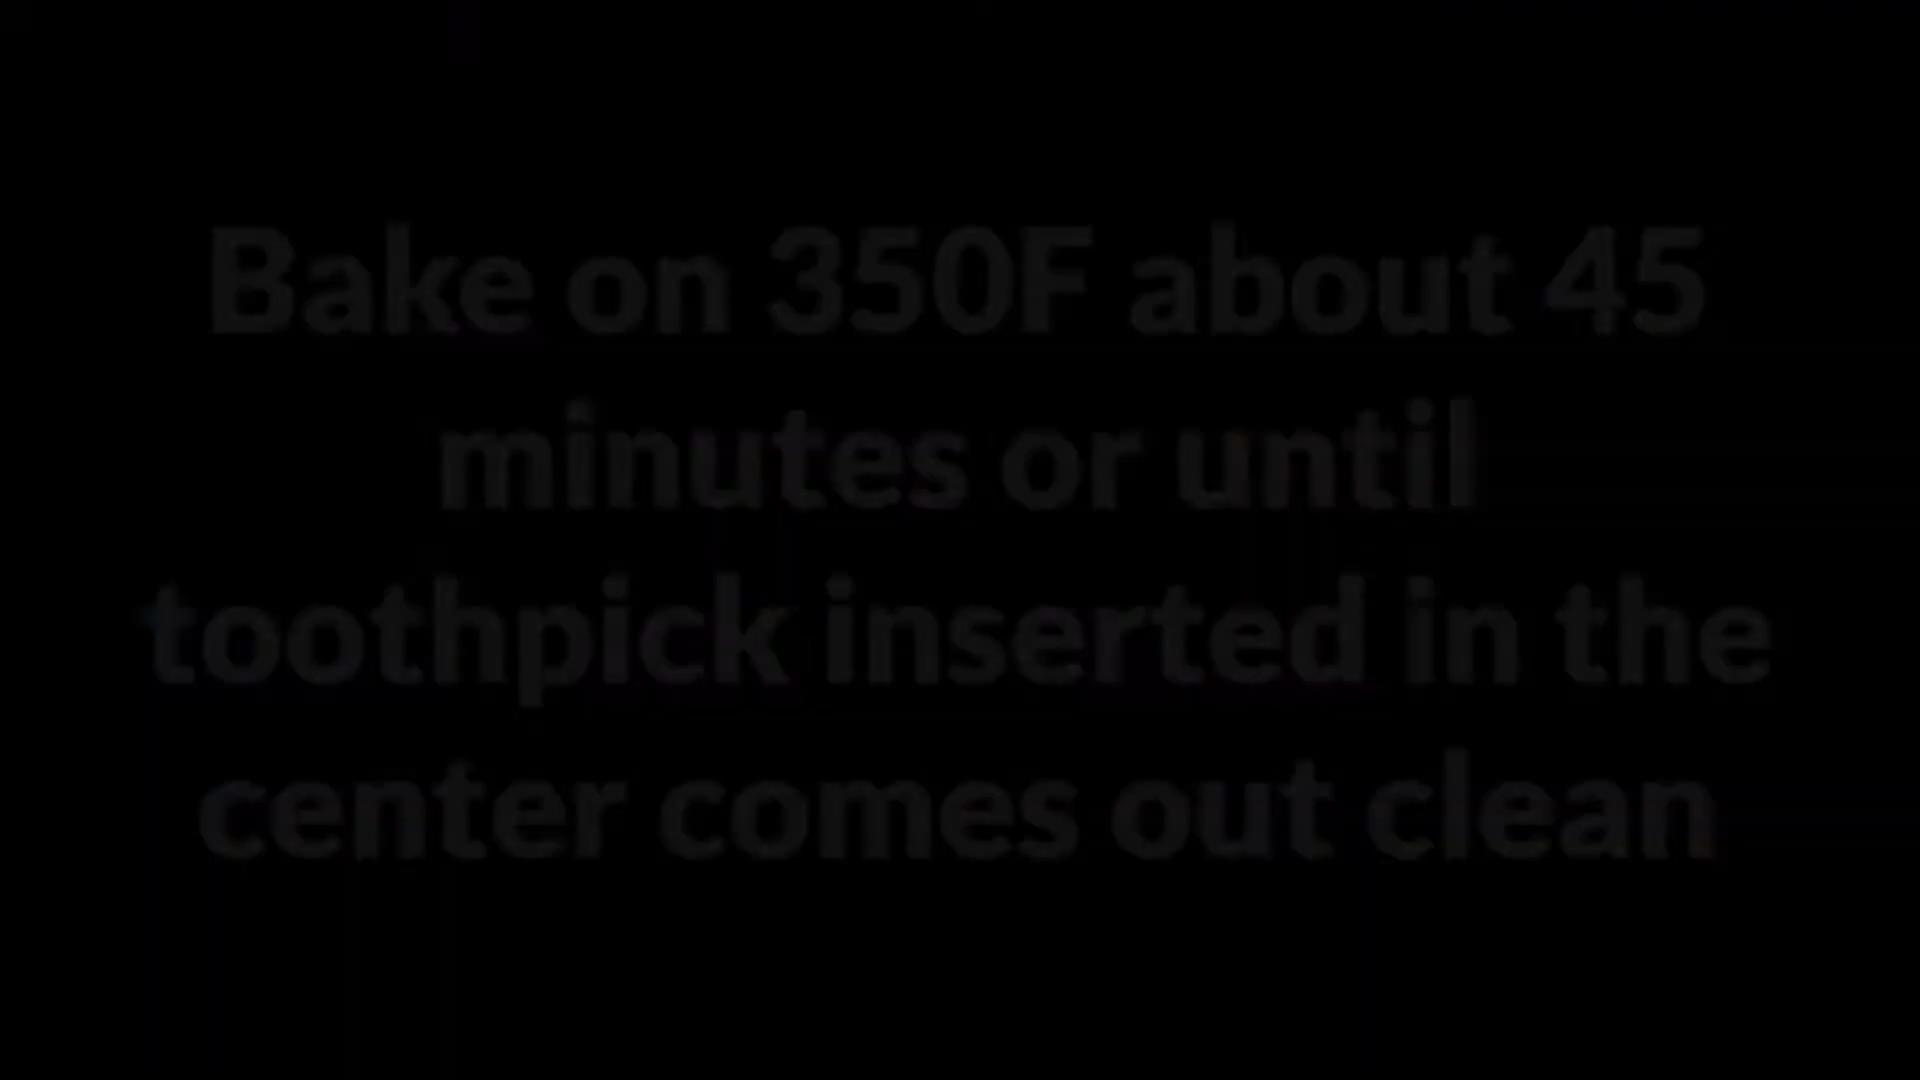 Bake on 350F about 45
minutes or until
toothpick inserted in the
center comes out clean